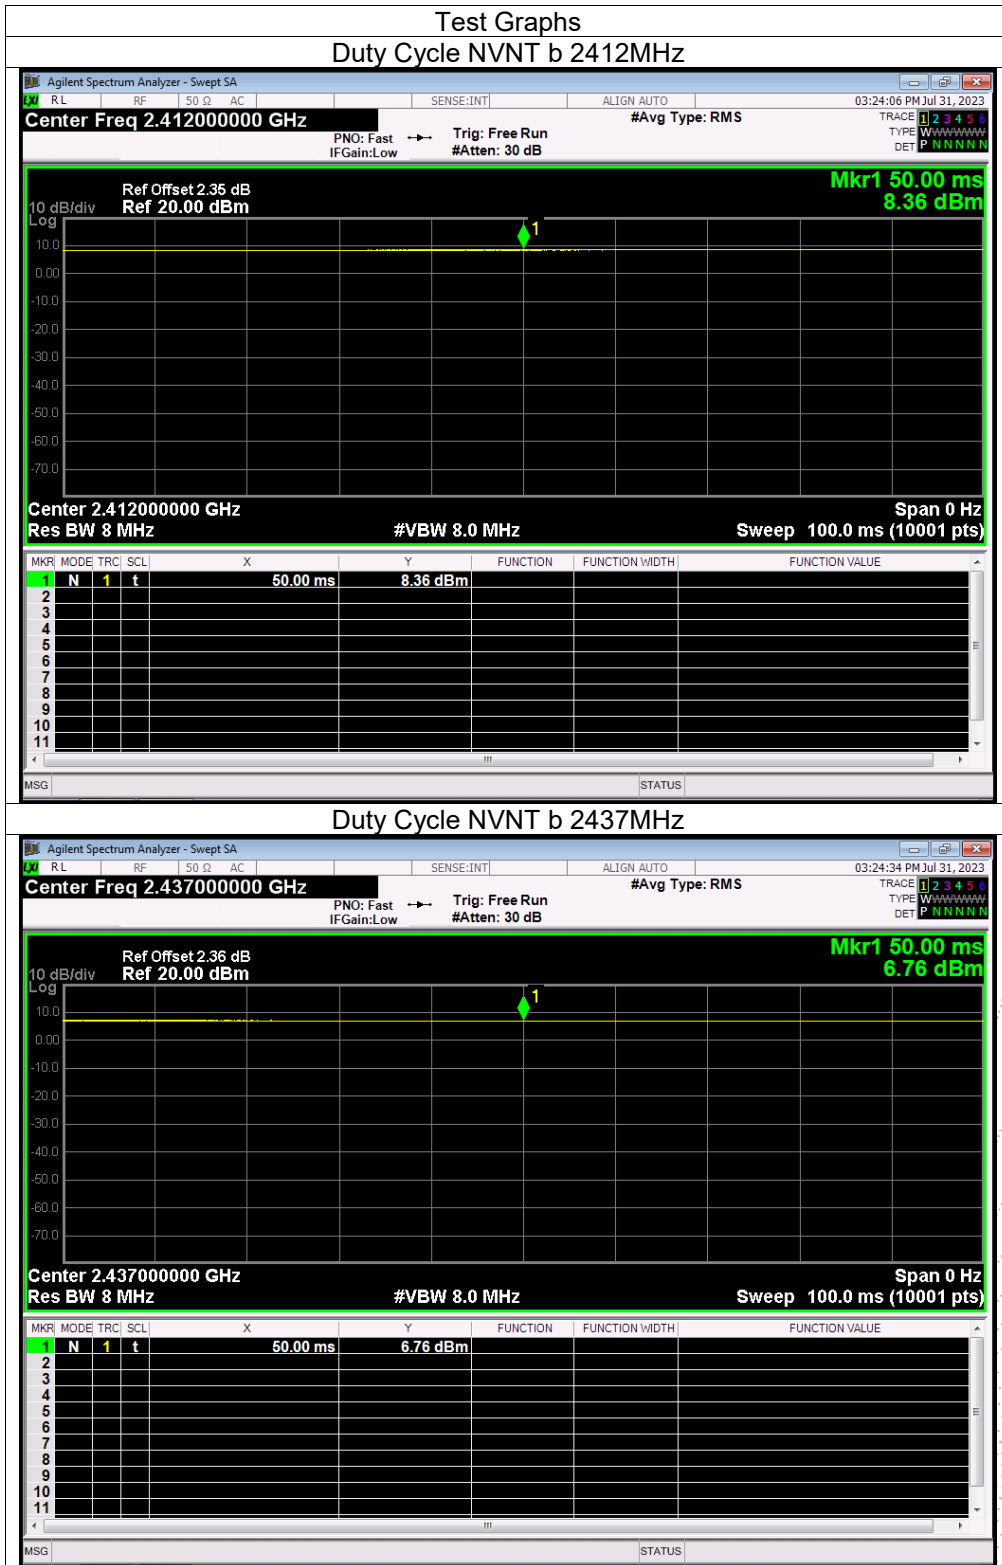 Test Graphs
Duty Cycle NVNT b 2412MHz
Agilent Spectrum Analyzer - Swept SA
LXI RL RF 50 Ω AC SENSE:INT ALIGN AUTO 03:24:06 PM Jul 31, 2023
Center Freq 2.412000000 GHz #Avg Type: RMS TRACE 1 2 3 4 5 6
PNO: Fast Trig: Free Run TYPE WWWWWW
IFGain:Low #Atten: 30 dB DET P N N N N N
Mkr1 50.00 ms
Ref Offset 2.35 dB
10 dB/div Ref 20.00 dBm 8.36 dBm
Log
1
10.0
0.00
-10.0
-20.0
-30.0
-40.0
-50.0
-60.0
-70.0
Center 2.412000000 GHz Span 0 Hz
Res BW 8 MHz #VBW 8.0 MHz Sweep 100.0 ms (10001 pts)
MKR MODE TRC SCL X Y FUNCTION FUNCTION WIDTH FUNCTION VALUE
1 N 1 t 50.00 ms 8.36 dBm
2
3
4
5
6
7
8
9
10
11
MSG STATUS
Duty Cycle NVNT b 2437MHz
Agilent Spectrum Analyzer - Swept SA
LXI RL RF 50 Ω AC SENSE:INT ALIGN AUTO 03:24:34 PM Jul 31, 2023
Center Freq 2.437000000 GHz #Avg Type: RMS TRACE 1 2 3 4 5 6
PNO: Fast Trig: Free Run TYPE WWWWWW
IFGain:Low #Atten: 30 dB DET P N N N N N
Mkr1 50.00 ms
Ref Offset 2.36 dB
10 dB/div Ref 20.00 dBm 6.76 dBm
Log
1
10.0
0.00
-10.0
-20.0
-30.0
-40.0
-50.0
-60.0
-70.0
Center 2.437000000 GHz Span 0 Hz
Res BW 8 MHz #VBW 8.0 MHz Sweep 100.0 ms (10001 pts)
MKR MODE TRC SCL X Y FUNCTION FUNCTION WIDTH FUNCTION VALUE
1 N 1 t 50.00 ms 6.76 dBm
2
3
4
5
6
7
8
9
10
11
MSG STATUS